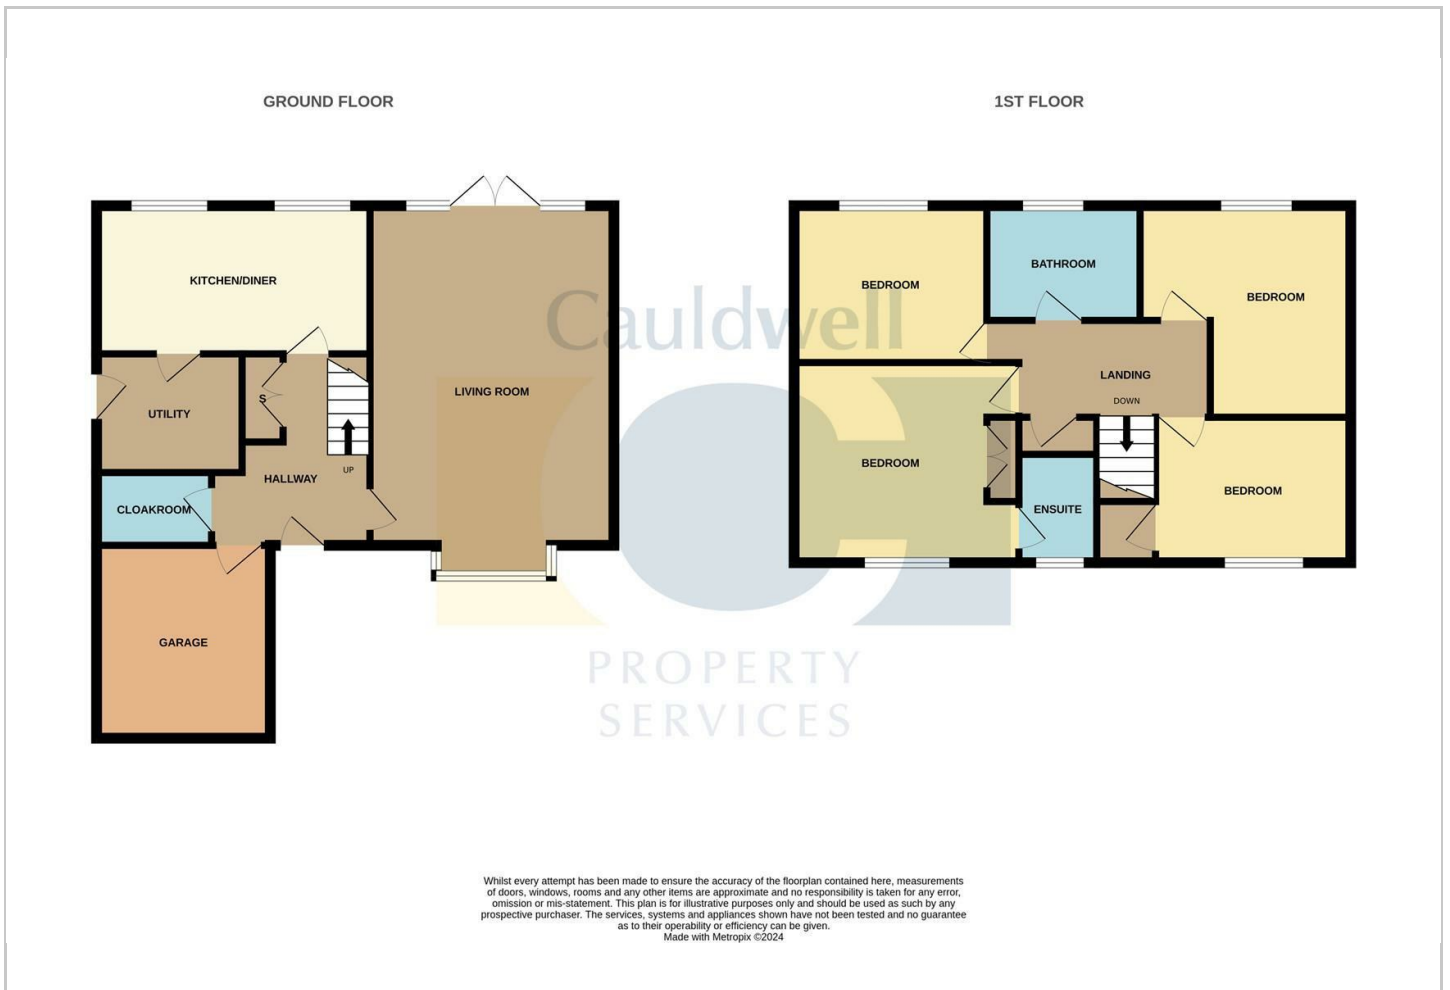 GROUND FLOOR
1ST FLOOR
KITCHEN/DINER
UTILITY
S
HALLWAY
UP
CLOAKROOM
GARAGE
LIVING ROOM
BEDROOM
BATHROOM
BEDROOM
LANDING
DOWN
BEDROOM
ENSUITE
BEDROOM
Cauldwell
PROPERTY
SERVICES
Whilst every attempt has been made to ensure the accuracy of the floorplan contained here, measurements
of doors, windows, rooms and any other items are approximate and no responsibility is taken for any error,
omission or mis-statement. This plan is for illustrative purposes only and should be used as such by any
prospective purchaser. The services, systems and appliances shown have not been tested and no guarantee
as to their operability or efficiency can be given.
Made with Metropix ©2024